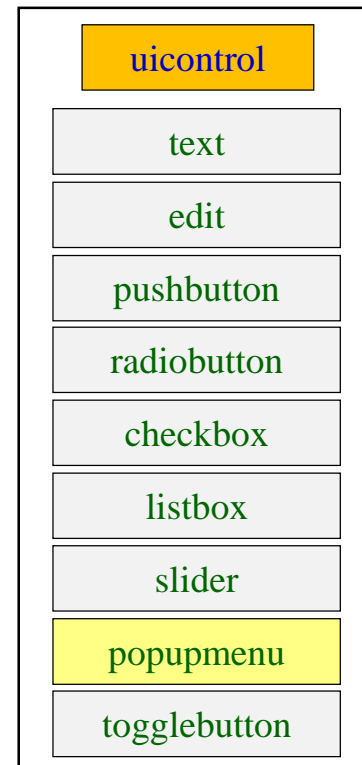 uicontrol
text
edit
pushbutton
radiobutton
checkbox
listbox
slider
popupmenu
togglebutton